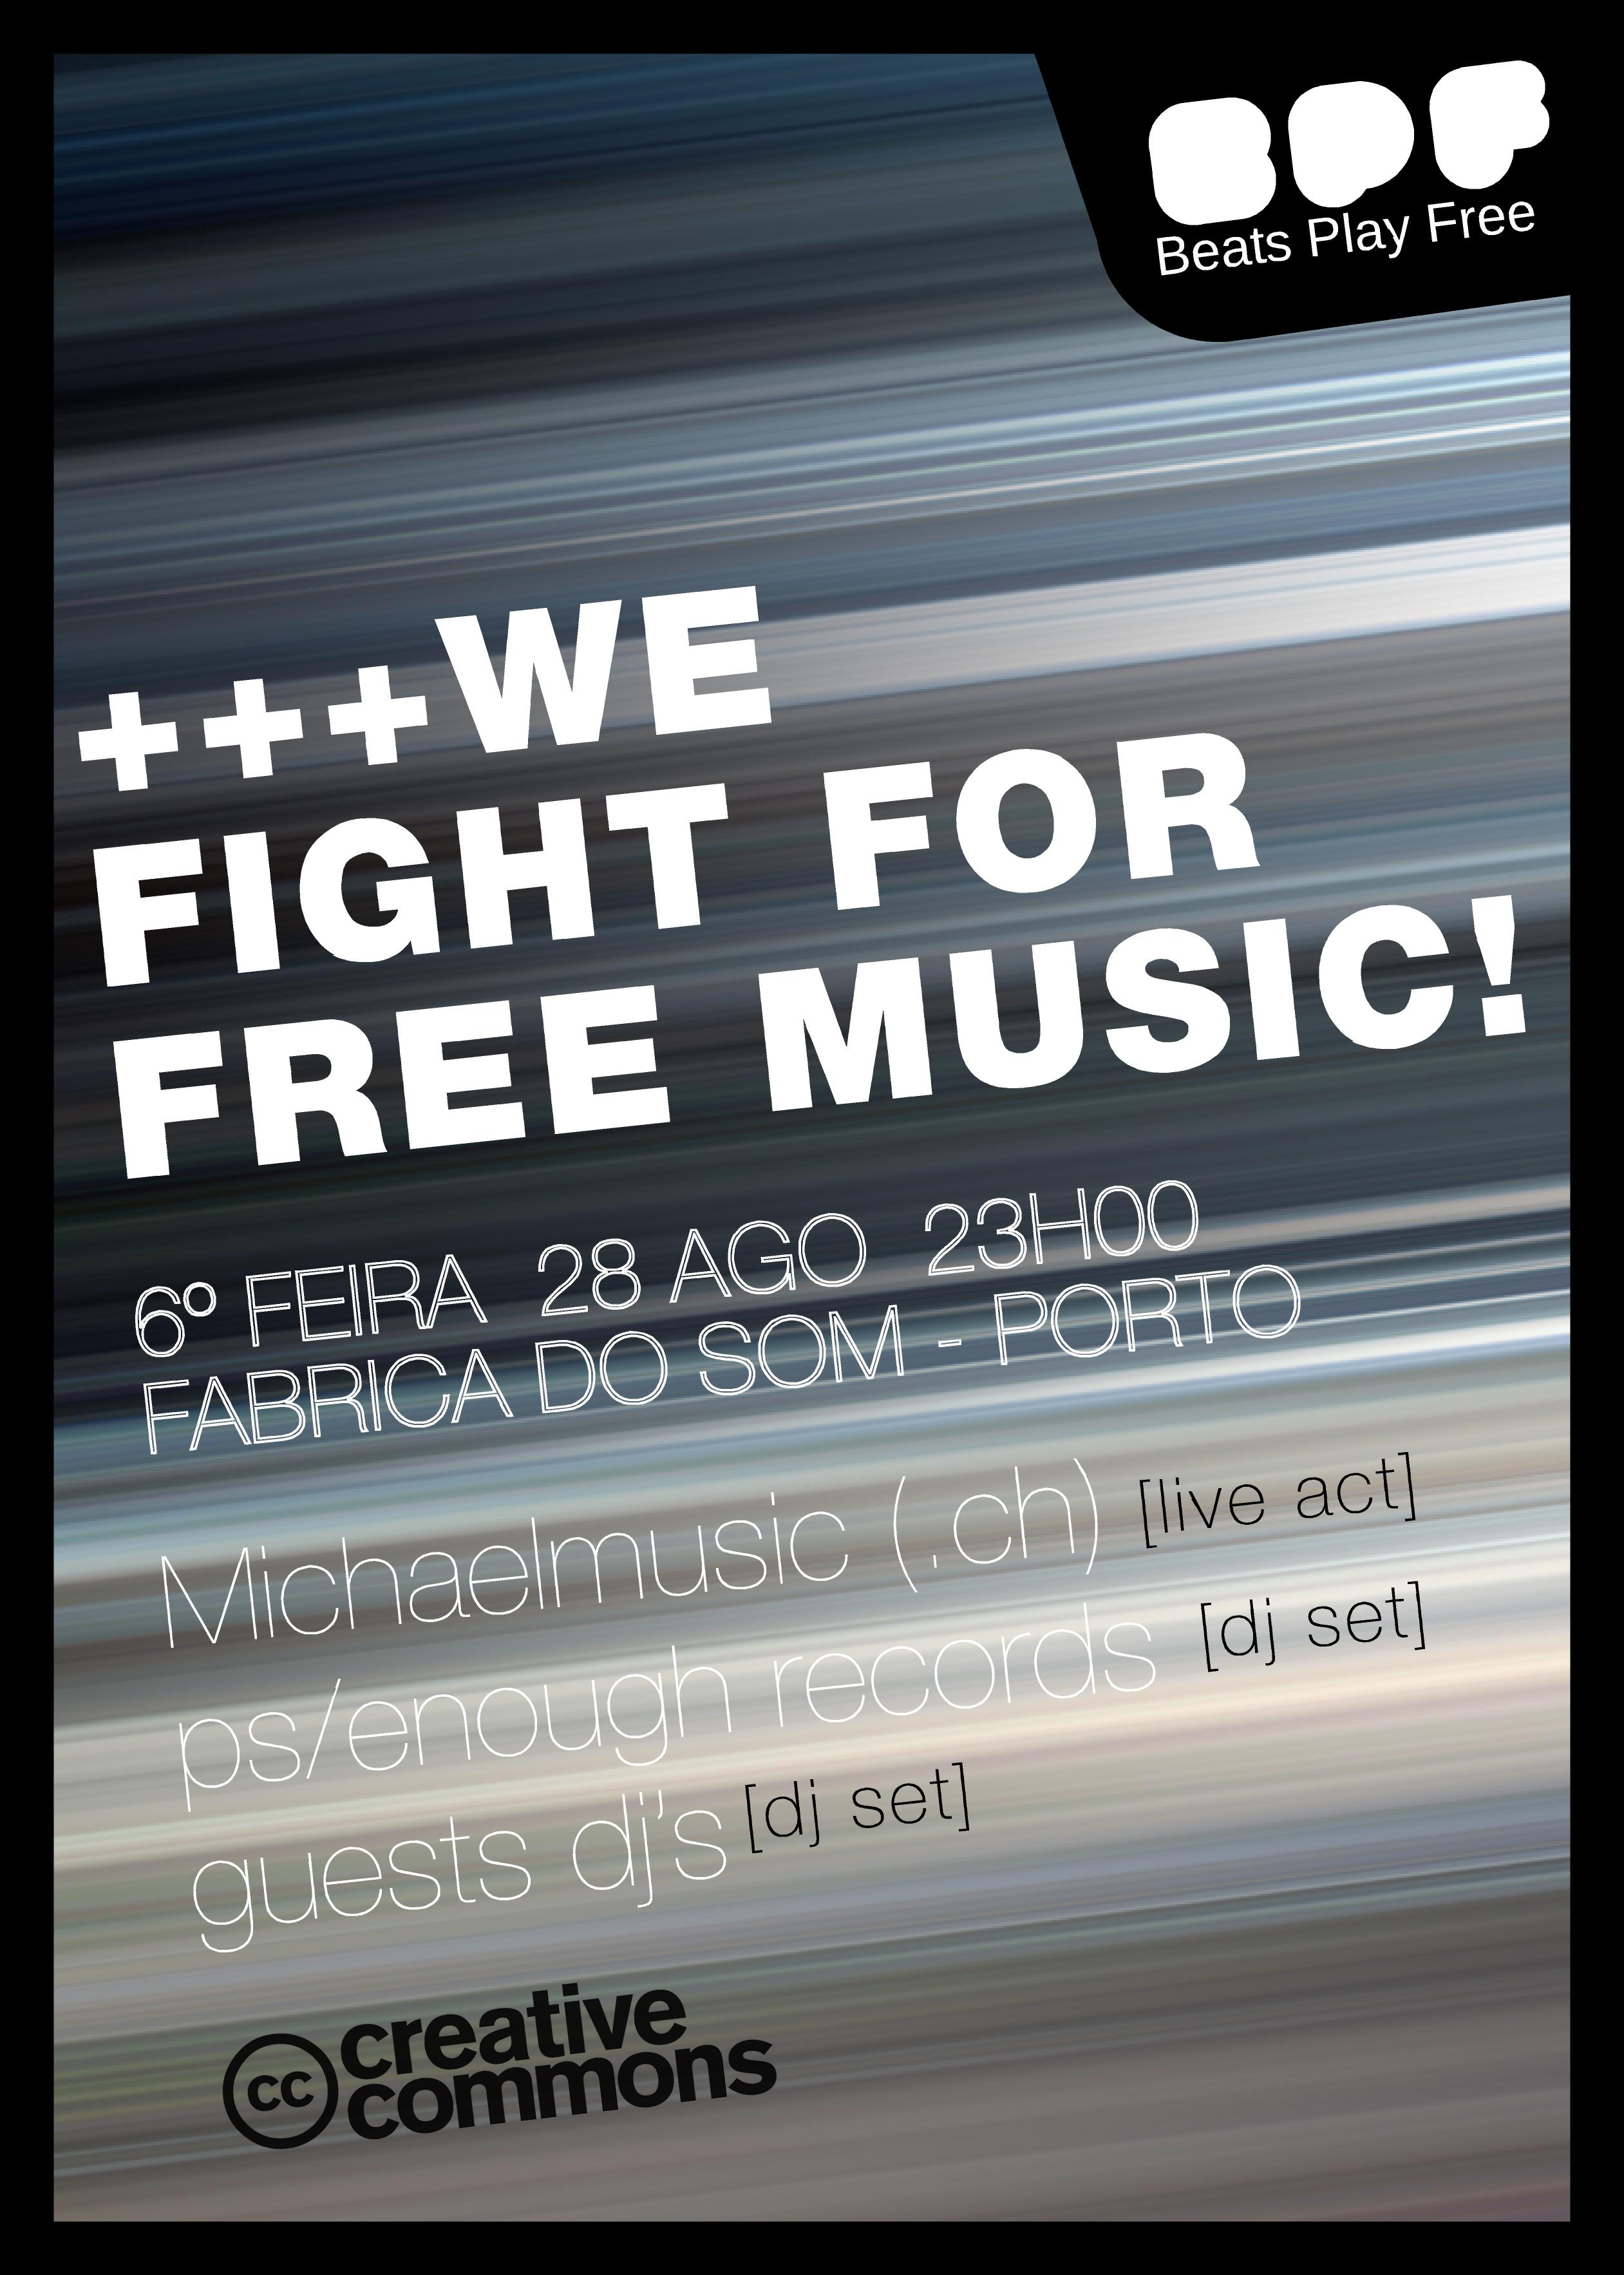 BPF
Beats Play Free
+++WE
FIGHT FOR
FREE MUSIC!
6º FEIRA 28 AGO 23H00
FABRICA DO SOM - PORTO
Michaelmusic (.ch) [live act]
ps/enough records [dj set]
guests dj's [dj set]
cc creative
commons